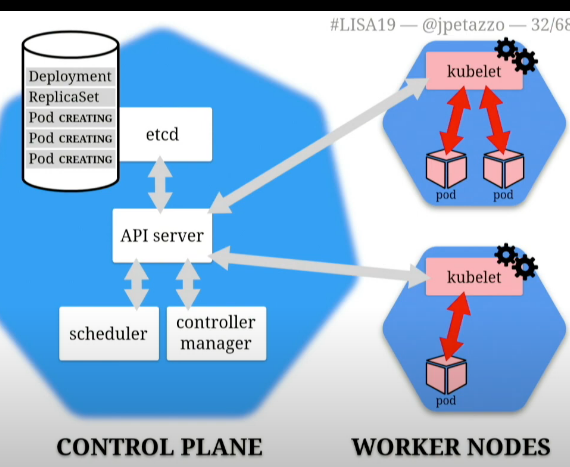 #LISA19 — @jpetazzo — 32/68
Deployment
ReplicaSet
Pod CREATING
Pod CREATING
Pod CREATING
etcd
API server
scheduler
controller
manager
kubelet
pod
pod
kubelet
pod
CONTROL PLANE
WORKER NODES